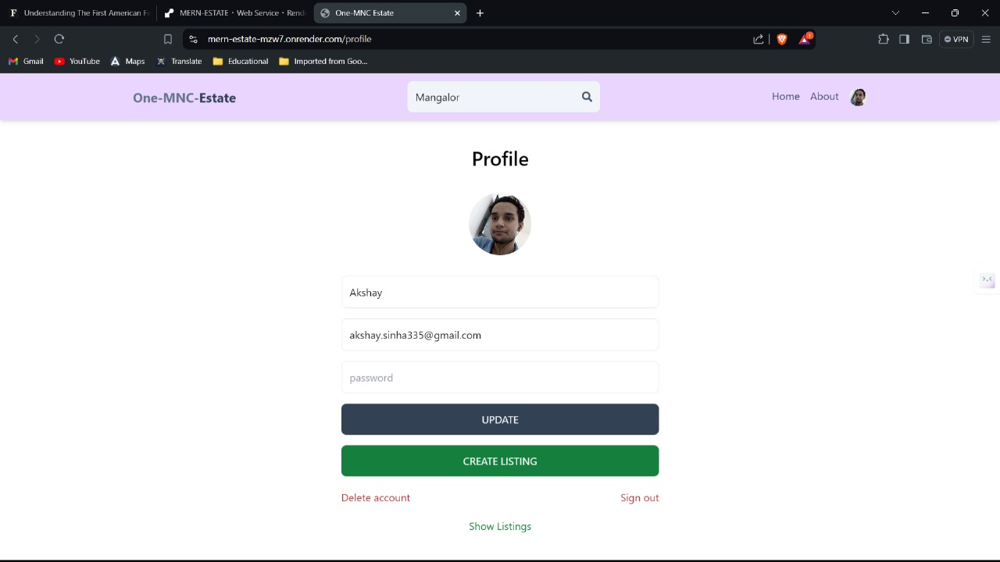 Understanding The First American Fi
MERN-ESTATE · Web Service · Rend
One-MNC Estate
mern-estate-mzw7.onrender.com/profile
1
VPN
Gmail
YouTube
Maps
Translate
Educational
Imported from Goo...
One-MNC-Estate
Mangalor
Home
About
Profile
Akshay
akshay.sinha335@gmail.com
password
UPDATE
CREATE LISTING
Delete account
Sign out
Show Listings